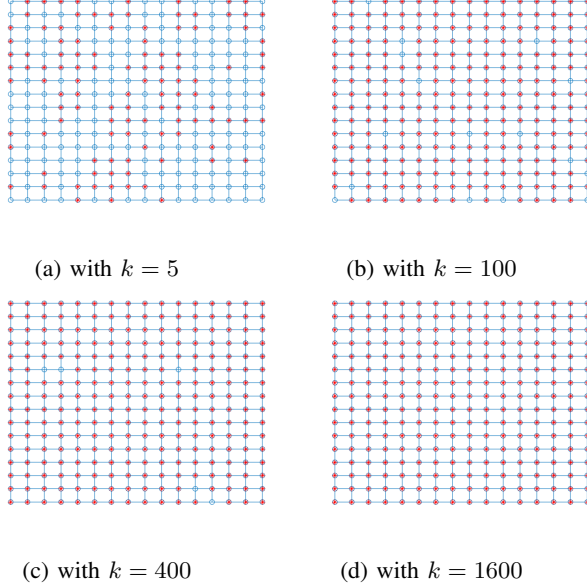 (a) with k = 5
(b) with k = 100
(c) with k = 400
(d) with k = 1600